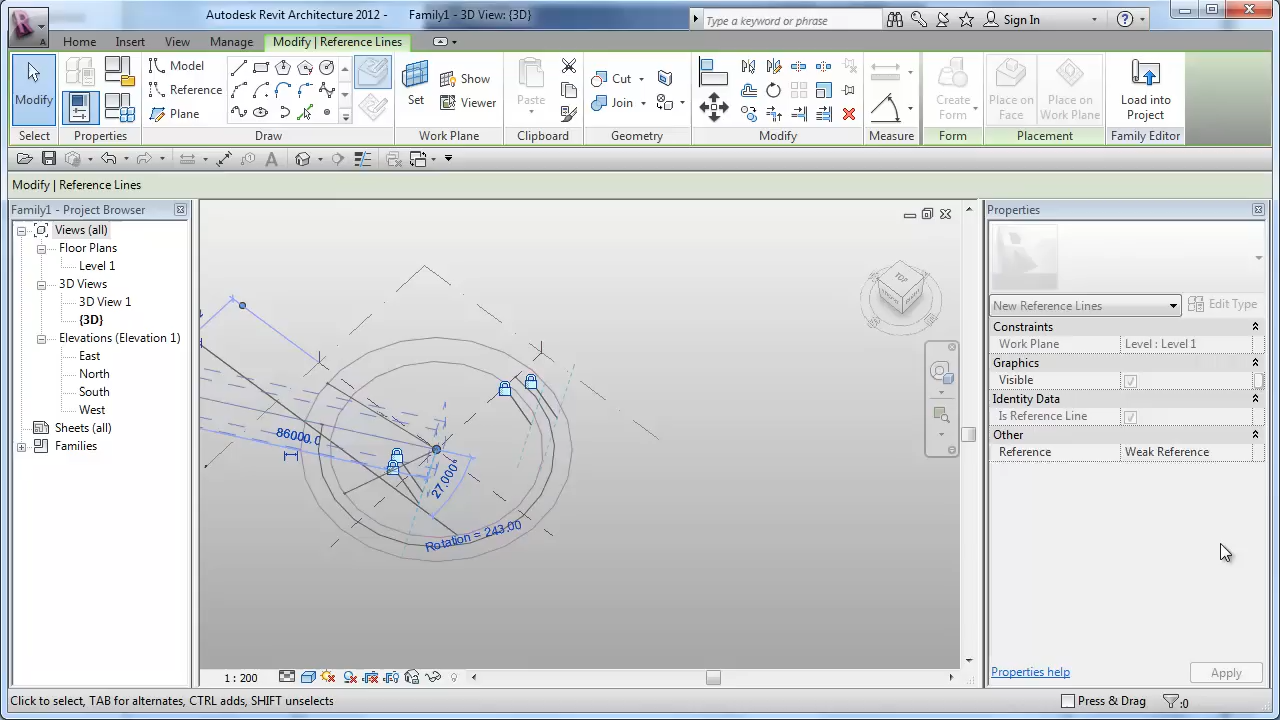 Autodesk Revit Architecture 2012 - Family1 - 3D View: {3D}
Type a keyword or phrase
Sign In
Home Insert View Manage Modify | Reference Lines
Modify
Model
Reference
Plane
Set
Show
Viewer
Paste
Cut
Join
Create Form
Place on Face
Place on Work Plane
Load into Project
Select Properties Draw Work Plane Clipboard Geometry Modify Measure Form Placement Family Editor
Modify | Reference Lines
Family1 - Project Browser
Views (all)
Floor Plans
Level 1
3D Views
3D View 1
{3D}
Elevations (Elevation 1)
East
North
South
West
Sheets (all)
Families
TOP
86000.0
27.000°
Rotation = 243.00
Properties
New Reference Lines
Edit Type
Constraints
Work Plane Level : Level 1
Graphics
Visible
Identity Data
Is Reference Line
Other
Reference Weak Reference
Properties help
Apply
1 : 200
Click to select, TAB for alternates, CTRL adds, SHIFT unselects
Press & Drag
:0